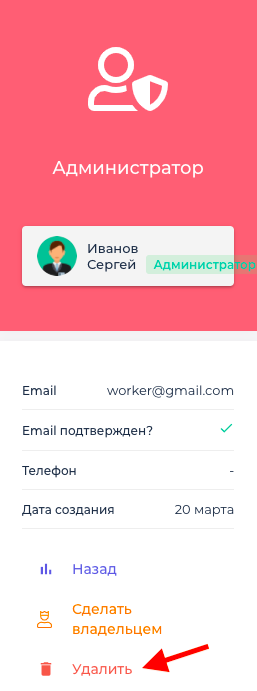 Администратор
Иванов
Сергей Администратор
Email worker@gmail.com
Email подтвержден?
Телефон -
Дата создания 20 марта
Назад
Сделать
владельцем
Удалить